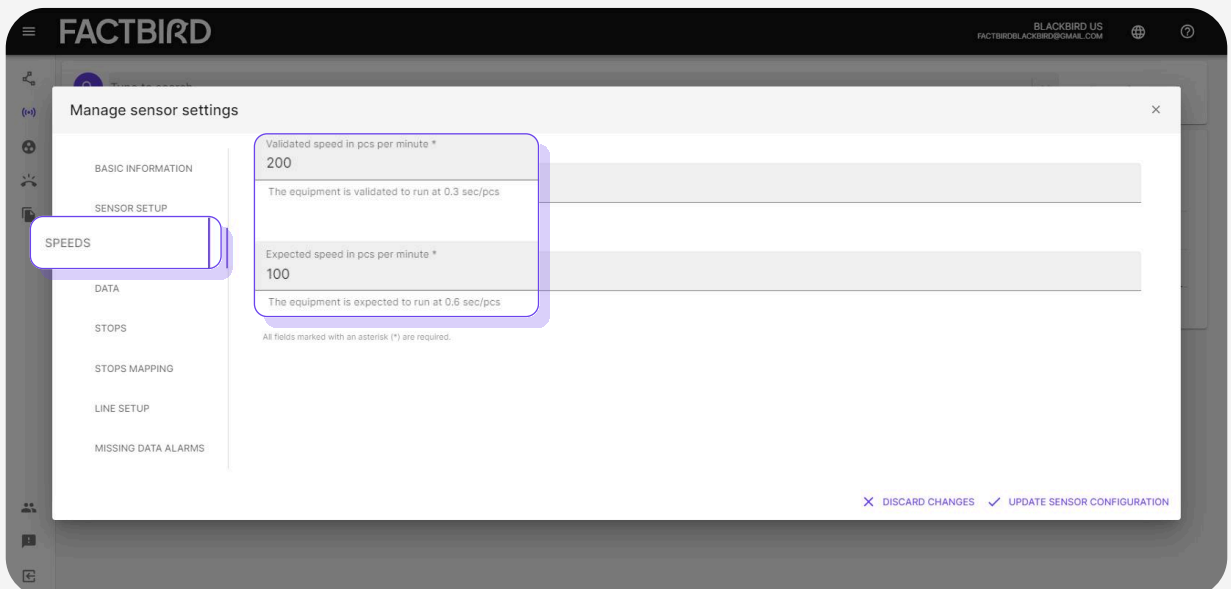 FACTBIRD
BLACKBIRD US
FACTBIRDBLACKBIRD@GMAIL.COM
Type to search
Manage sensor settings
BASIC INFORMATION
SENSOR SETUP
SPEEDS
DATA
STOPS
STOPS MAPPING
LINE SETUP
MISSING DATA ALARMS
Validated speed in pcs per minute *
200
The equipment is validated to run at 0.3 sec/pcs
Expected speed in pcs per minute *
100
The equipment is expected to run at 0.6 sec/pcs
All fields marked with an asterisk (*) are required.
DISCARD CHANGES
UPDATE SENSOR CONFIGURATION